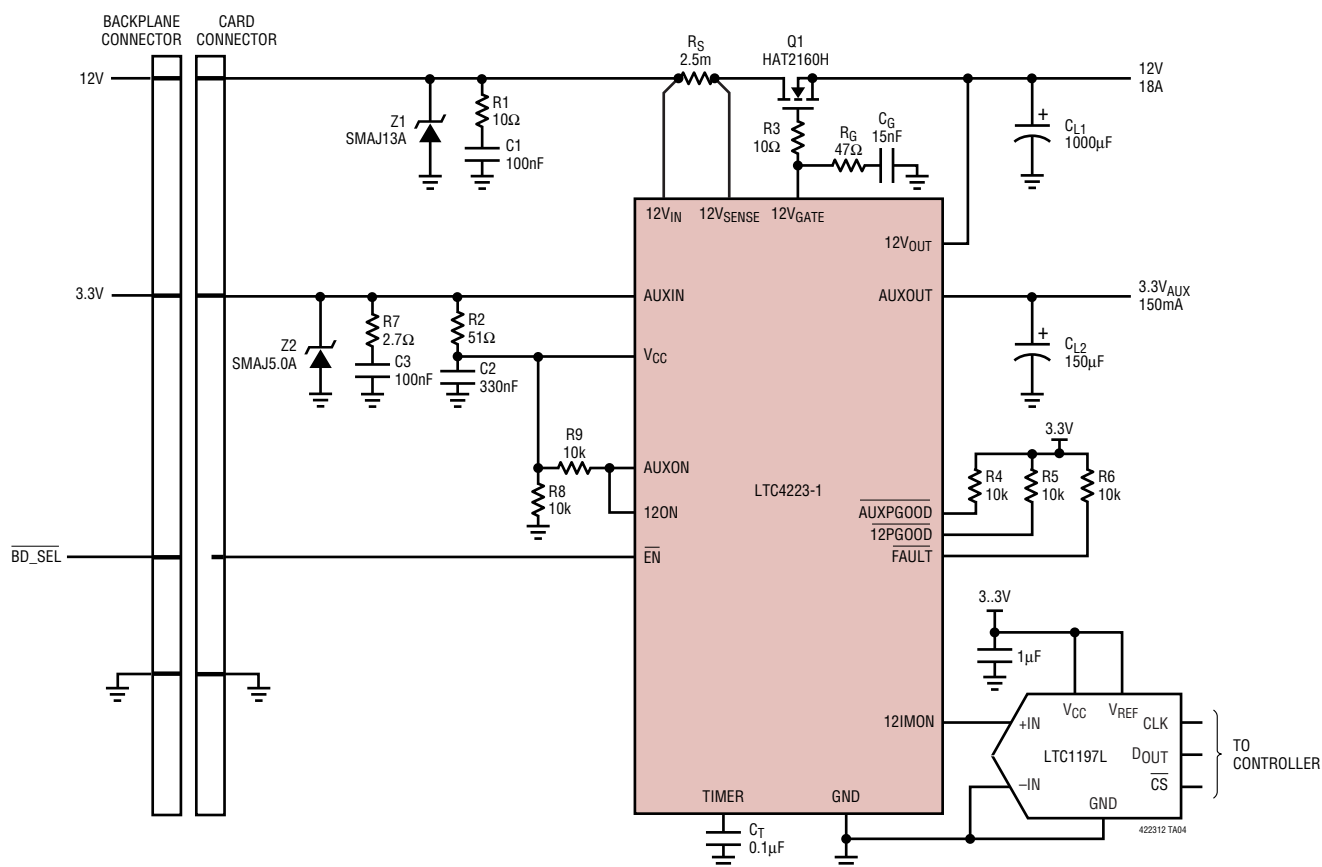 BACKPLANE
CONNECTOR
CARD
CONNECTOR
12V
Z1
SMAJ13A
R1
10Ω
C1
100nF
RS
2.5m
Q1
HAT2160H
R3
10Ω
RG
47Ω
CG
15nF
12V
18A
+
CL1
1000µF
12VIN
12VSENSE
12VGATE
12VOUT
3.3V
Z2
SMAJ5.0A
R7
2.7Ω
C3
100nF
R2
51Ω
C2
330nF
AUXIN
AUXOUT
3.3VAUX
150mA
+
CL2
150µF
VCC
R9
10k
R8
10k
AUXON
12ON
LTC4223-1
3.3V
R4
10k
R5
10k
R6
10k
AUXPGOOD
12PGOOD
FAULT
BD_SEL
EN
3..3V
1µF
12IMON
+IN
–IN
VCC
VREF
CLK
DOUT
CS
LTC1197L
GND
TO
CONTROLLER
TIMER
GND
CT
0.1µF
422312 TA04